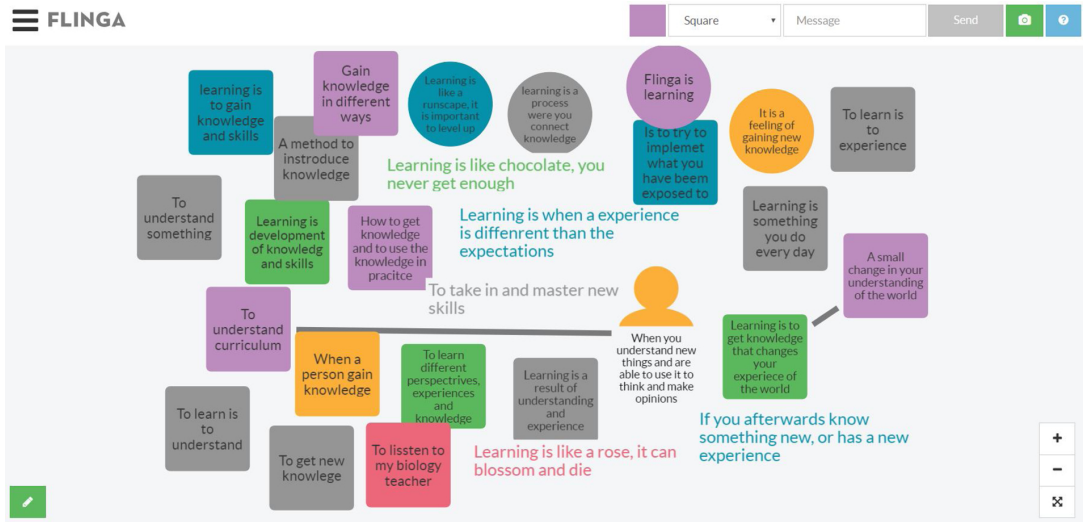 FLINGA
Square
Message
Send
learning is
to gain
knowledge
and skills
Gain
knowledge
in different
ways
Learning is
like a
runscape, it
is important
to level up
learning is a
process
were you
connect
knowledge
Flinga is
learning
It is a
feeling of
gaining new
knowledge
To learn is
to
experience
A method to
instroduce
knowledge
Is to try to
implemet
what you
have beem
exposed to
Learning is like chocolate, you
never get enough
To
understand
something
Learning is
development
of knowledg
and skills
How to get
knowledge
and to use the
knowledge in
pracitce
Learning is when a experience
is diffenrent than the
expectations
Learning is
something
you do
every day
A small
change in your
understanding
of the world
To take in and master new
skills
To
understand
curriculum
When you
understand new
things and are
able to use it to
think and make
opinions
Learning is to
get knowledge
that changes
your
experiece of
the world
When a
person gain
knowledge
To learn
different
perspectrives,
experiences
and
knowledge
Learning is a
result of
understanding
and
experience
To learn is
to
understand
To get new
knowlege
To lissten to
my biology
teacher
Learning is like a rose, it can
blossom and die
If you afterwards know
something new, or has a new
experience